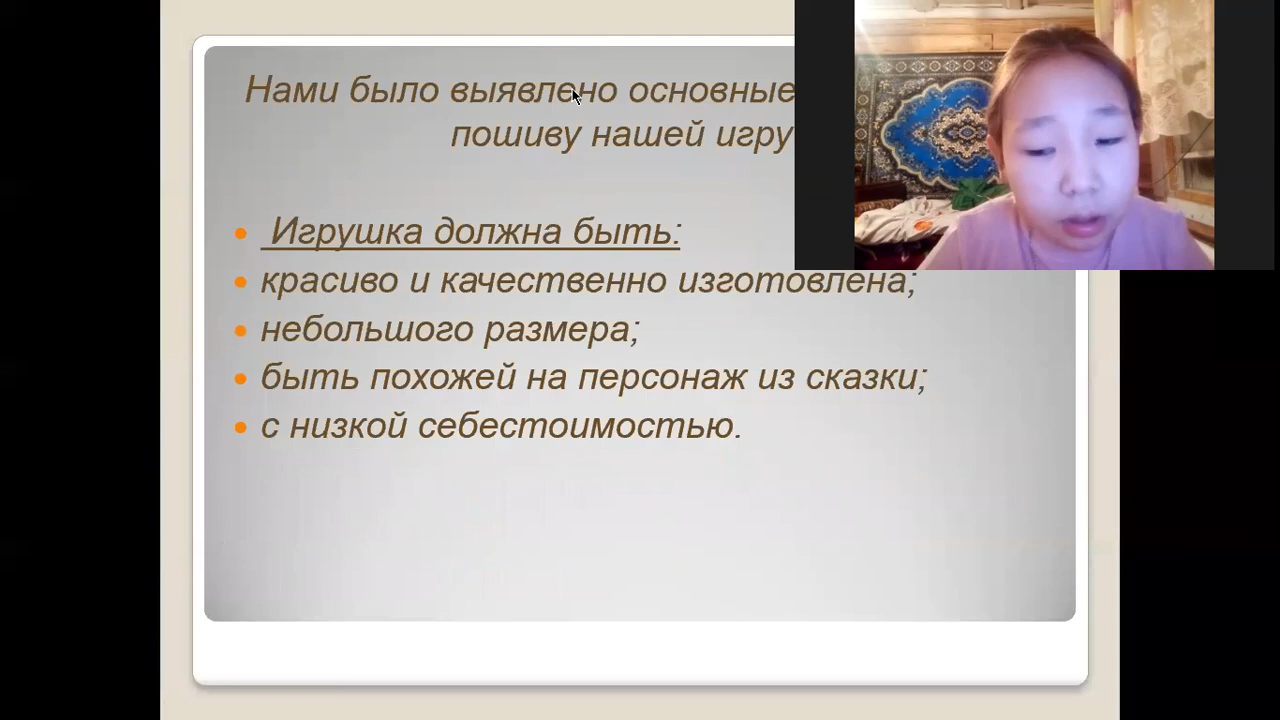 Нами было выявлено основные
пошиву нашей игру
Игрушка должна быть:
красиво и качественно изготовлена;
небольшого размера;
быть похожей на персонаж из сказки;
с низкой себестоимостью.